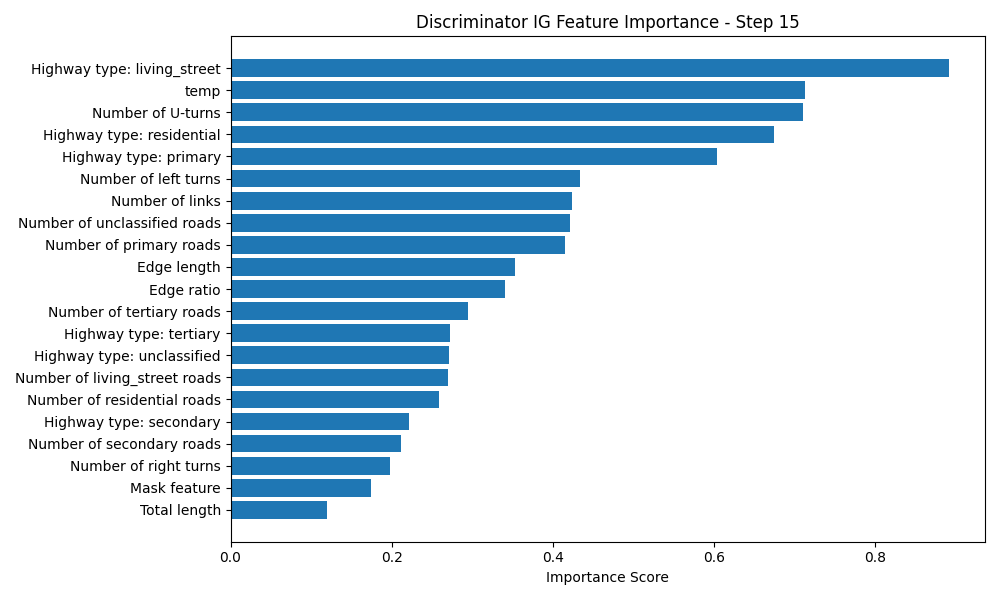 Discriminator IG Feature Importance - Step 15
Highway type: living_street
temp
Number of U-turns
Highway type: residential
Highway type: primary
Number of left turns
Number of links
Number of unclassified roads
Number of primary roads
Edge length
Edge ratio
Number of tertiary roads
Highway type: tertiary
Highway type: unclassified
Number of living_street roads
Number of residential roads
Highway type: secondary
Number of secondary roads
Number of right turns
Mask feature
Total length
0.0 0.2 0.4 0.6 0.8
Importance Score